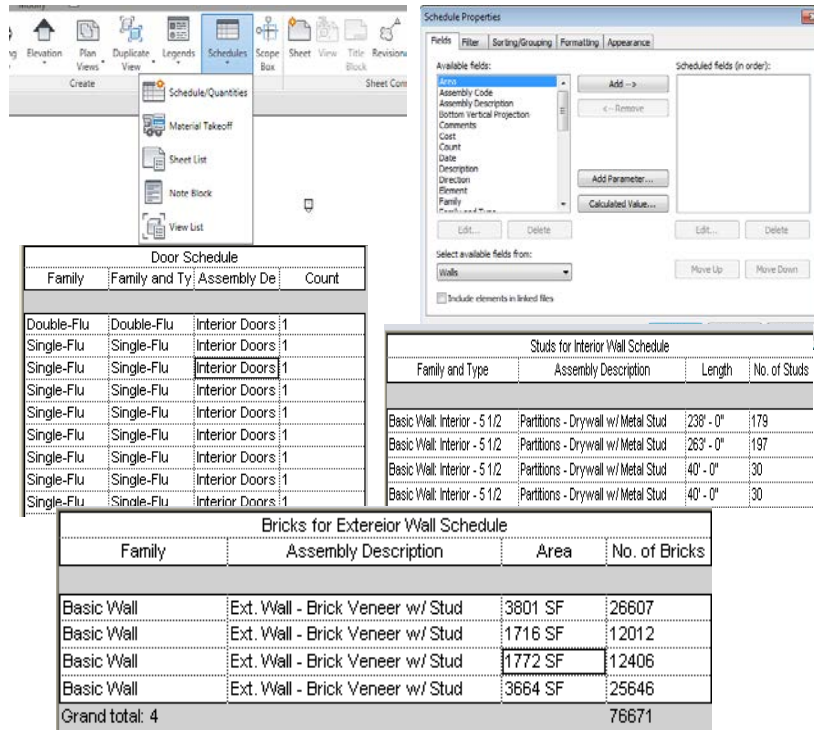 Modify
Elevation Plan Views Duplicate View Legends Schedules Scope Box Sheet View Title Block Revisions
Create Sheet Com
Schedule/Quantities
Material Takeoff
Sheet List
Note Block
View List
Schedule Properties
Fields Filter Sorting/Grouping Formatting Appearance
Available fields: Scheduled fields (in order):
Area
Assembly Code
Assembly Description
Bottom Vertical Projection
Comments
Cost
Count
Date
Description
Direction
Element
Family
Family and Type
Add -->
<-- Remove
Add Parameter...
Calculated Value...
Edit... Delete Edit... Delete
Select available fields from:
Walls
Move Up Move Down
Include elements in linked files
Door Schedule
Family Family and Ty Assembly De Count
Double-Flu Double-Flu Interior Doors 1
Single-Flu Single-Flu Interior Doors 1
Single-Flu Single-Flu Interior Doors 1
Single-Flu Single-Flu Interior Doors 1
Single-Flu Single-Flu Interior Doors 1
Single-Flu Single-Flu Interior Doors 1
Single-Flu Single-Flu Interior Doors 1
Single-Flu Single-Flu Interior Doors 1
Single-Flu Single-Flu Interior Doors 1
Studs for Interior Wall Schedule
Family and Type Assembly Description Length No. of Studs
Basic Wall: Interior - 5 1/2 Partitions - Drywall w/ Metal Stud 238' - 0" 179
Basic Wall: Interior - 5 1/2 Partitions - Drywall w/ Metal Stud 263' - 0" 197
Basic Wall: Interior - 5 1/2 Partitions - Drywall w/ Metal Stud 40' - 0" 30
Basic Wall: Interior - 5 1/2 Partitions - Drywall w/ Metal Stud 40' - 0" 30
Bricks for Extereior Wall Schedule
Family Assembly Description Area No. of Bricks
Basic Wall Ext. Wall - Brick Veneer w/ Stud 3801 SF 26607
Basic Wall Ext. Wall - Brick Veneer w/ Stud 1716 SF 12012
Basic Wall Ext. Wall - Brick Veneer w/ Stud 1772 SF 12406
Basic Wall Ext. Wall - Brick Veneer w/ Stud 3664 SF 25646
Grand total: 4 76671